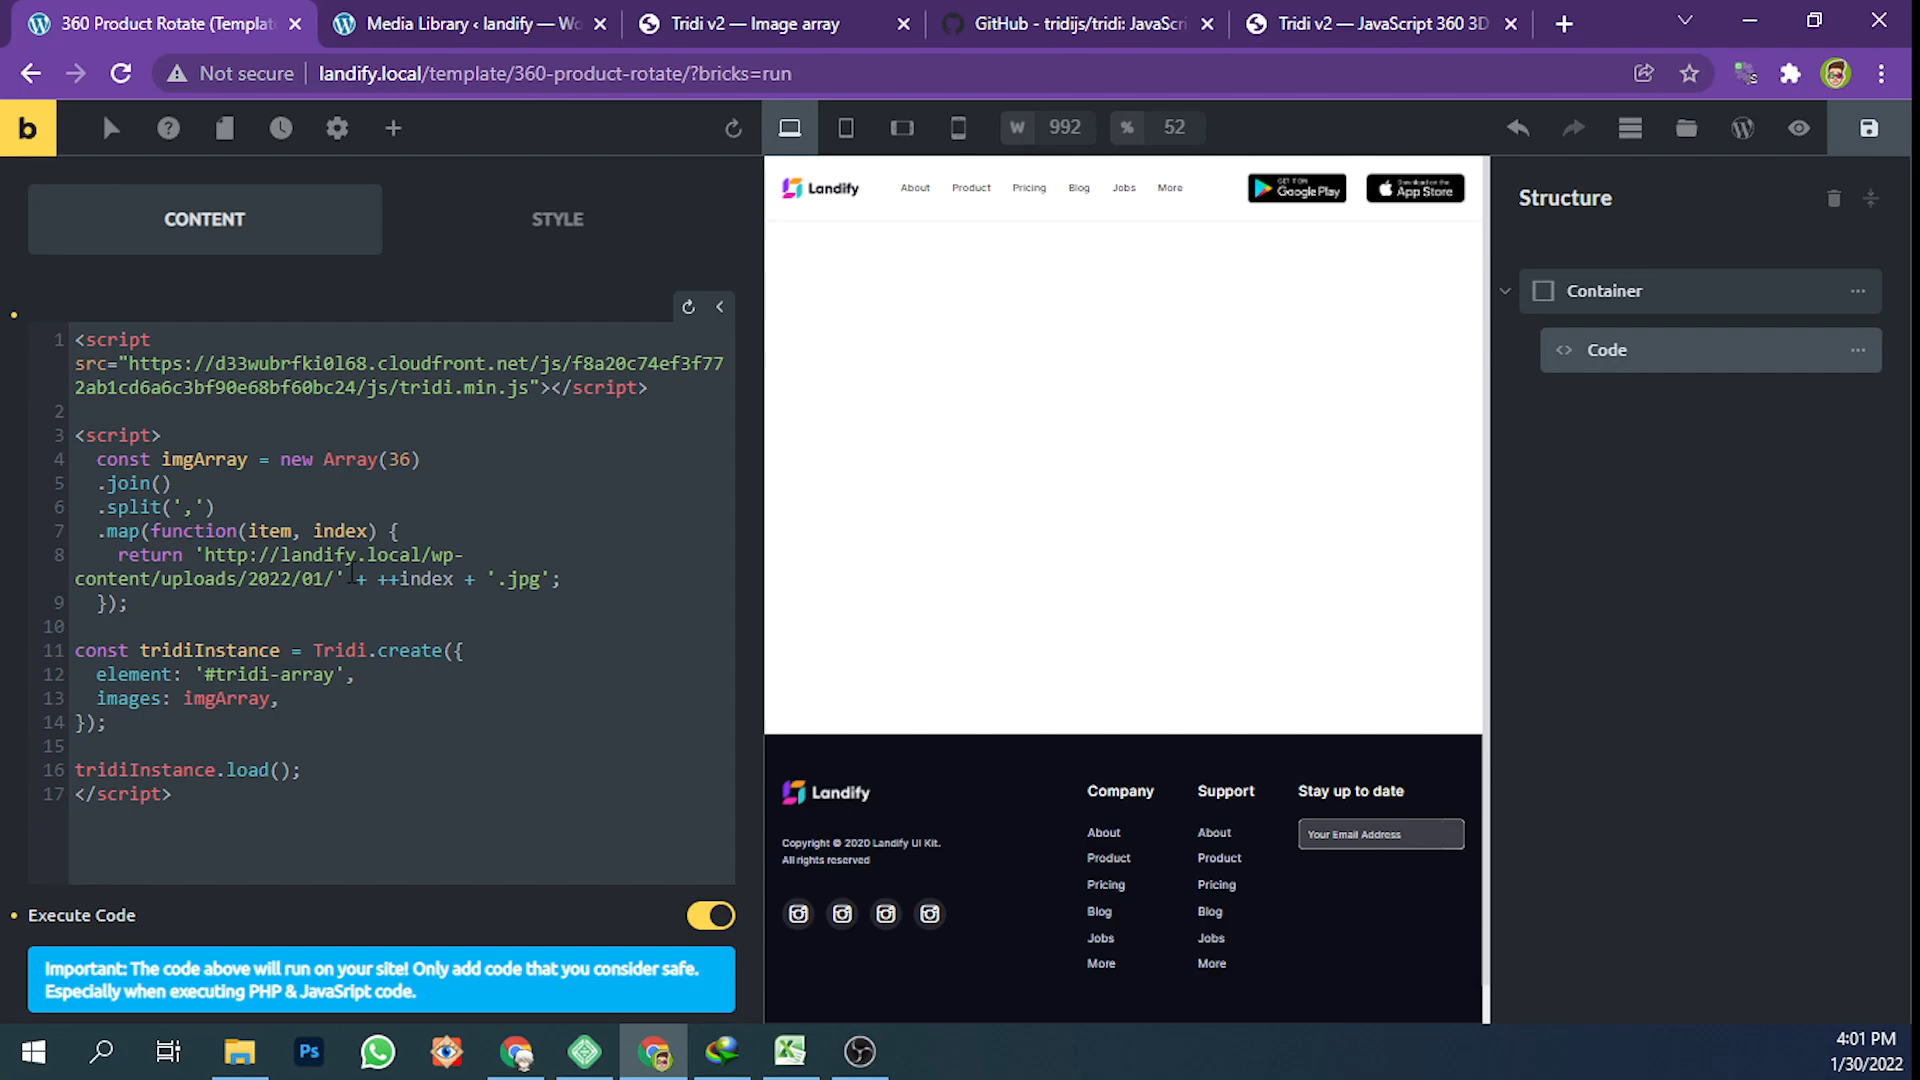 360 Product Rotate (Templat
Media Library ‹ landify — Wo
Tridi v2 — Image array
GitHub - tridijs/tridi: JavaScri
Tridi v2 — JavaScript 360 3D
Not secure
landify.local/template/360-product-rotate/?bricks=run
b
W 992
% 52
CONTENT
STYLE
1 <script
src="https://d33wubrfki0l68.cloudfront.net/js/f8a20c74ef3f77
2ab1cd6a6c3bf90e68bf60bc24/js/tridi.min.js"></script>
2
3 <script>
4 const imgArray = new Array(36)
5 .join()
6 .split(',')
7 .map(function(item, index) {
8 return 'http://landify.local/wp-
content/uploads/2022/01/' + ++index + '.jpg';
9 });
10
11 const tridiInstance = Tridi.create({
12 element: '#tridi-array',
13 images: imgArray,
14 });
15
16 tridiInstance.load();
17 </script>
Execute Code
Important: The code above will run on your site! Only add code that you consider safe.
Especially when executing PHP & JavaSript code.
Landify
About
Product
Pricing
Blog
Jobs
More
GET IT ON
Google Play
Download on the
App Store
Landify
Copyright © 2020 Landify UI Kit.
All rights reserved
Company
About
Product
Pricing
Blog
Jobs
More
Support
About
Product
Pricing
Blog
Jobs
More
Stay up to date
Your Email Address
Structure
Container
Code
Ps
4:01 PM
1/30/2022